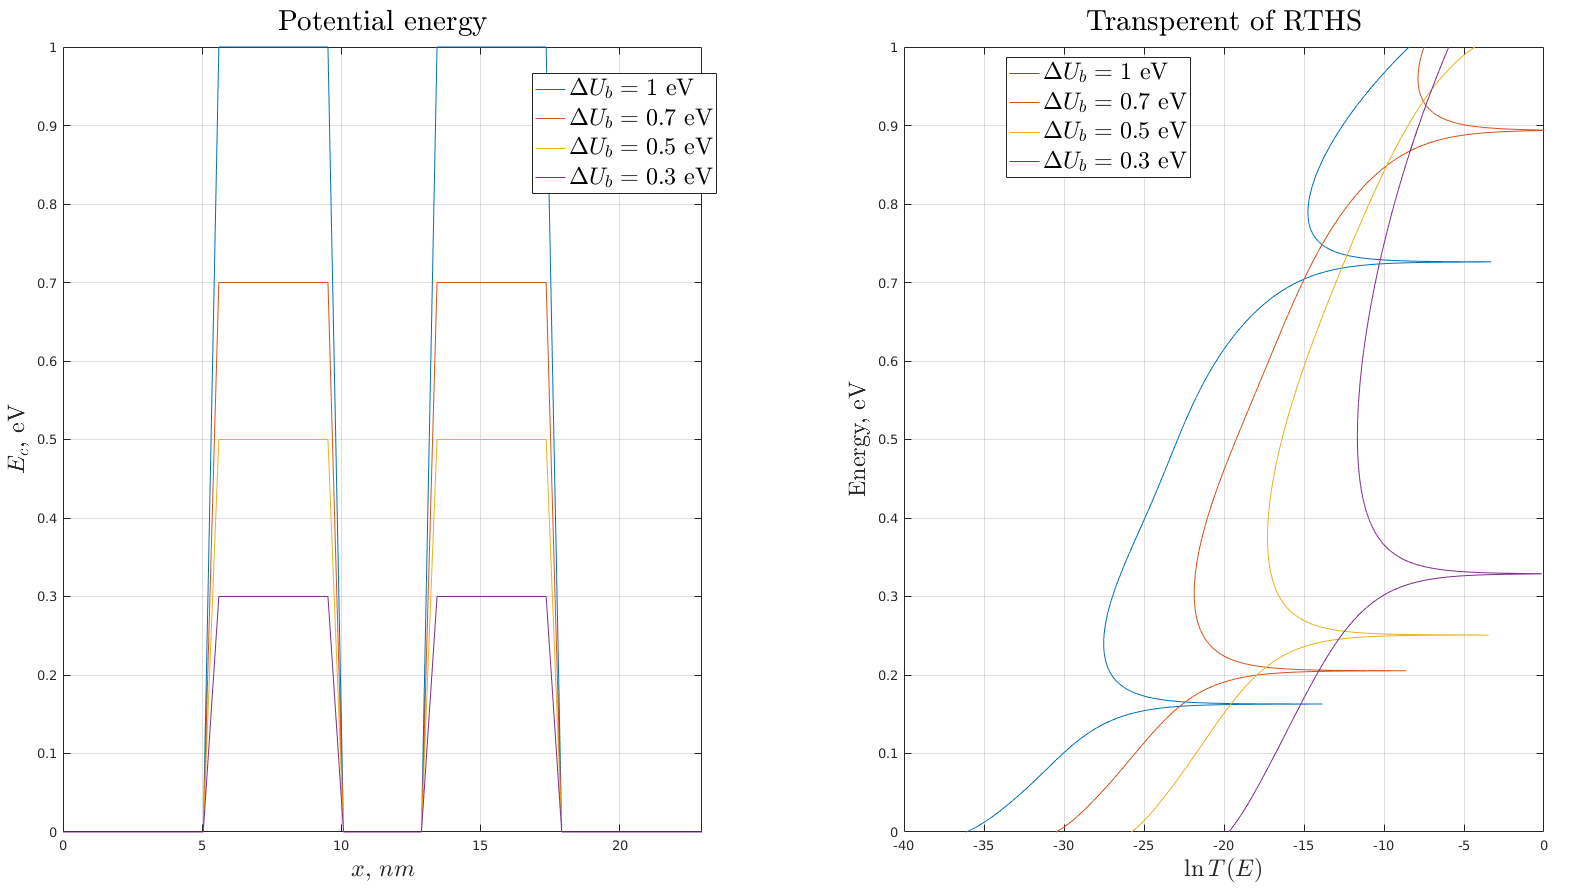 Potential energy
1
0.9
0.8
0.7
0.6
0.5
0.4
0.3
0.2
0.1
0
E_c, eV
0 5 10 15 20
x, nm
ΔU_b = 1 eV
ΔU_b = 0.7 eV
ΔU_b = 0.5 eV
ΔU_b = 0.3 eV
Transperent of RTHS
1
0.9
0.8
0.7
0.6
0.5
0.4
0.3
0.2
0.1
0
Energy, eV
-40 -35 -30 -25 -20 -15 -10 -5 0
ln T(E)
ΔU_b = 1 eV
ΔU_b = 0.7 eV
ΔU_b = 0.5 eV
ΔU_b = 0.3 eV